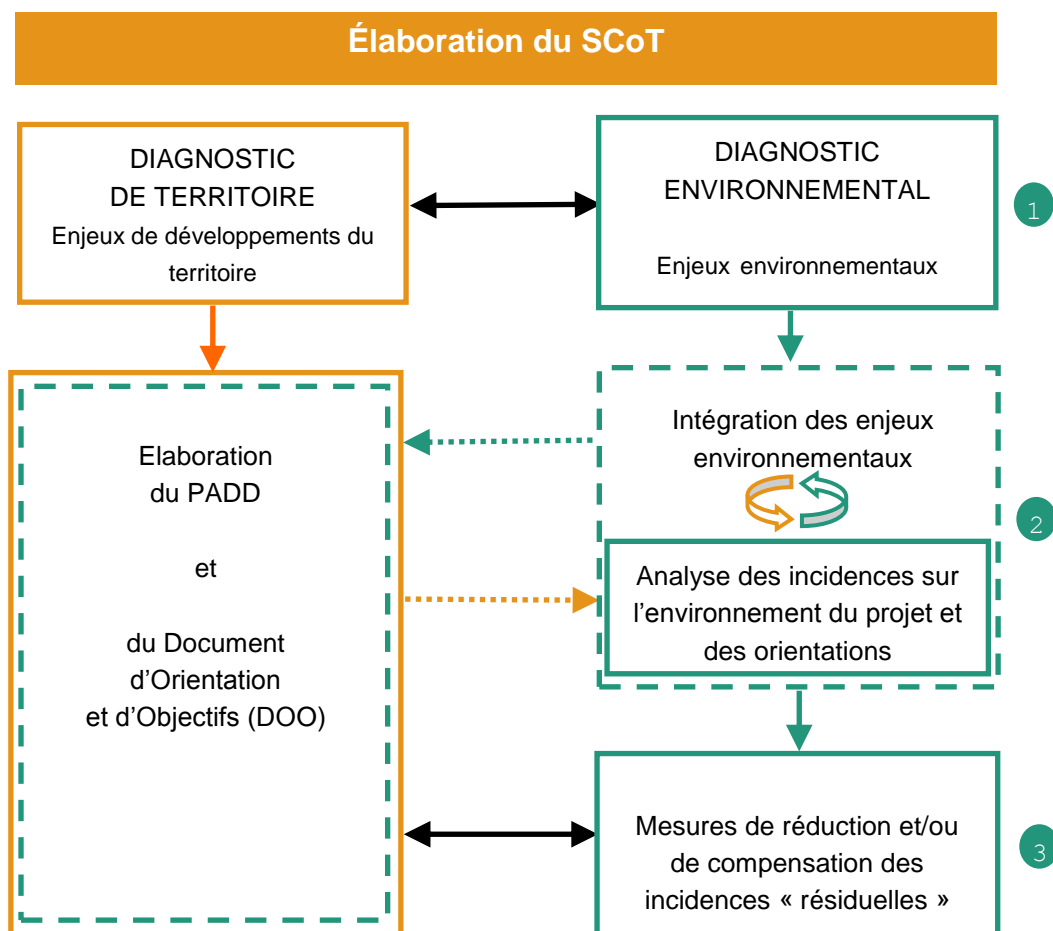 Élaboration du SCoT
DIAGNOSTIC
DE TERRITOIRE
Enjeux de développements du
territoire
DIAGNOSTIC
ENVIRONNEMENTAL
Enjeux environnementaux
1
Elaboration
du PADD
et
du Document
d’Orientation
et d’Objectifs (DOO)
Intégration des enjeux
environnementaux
Analyse des incidences sur
l’environnement du projet et
des orientations
2
Mesures de réduction et/ou
de compensation des
incidences « résiduelles »
3